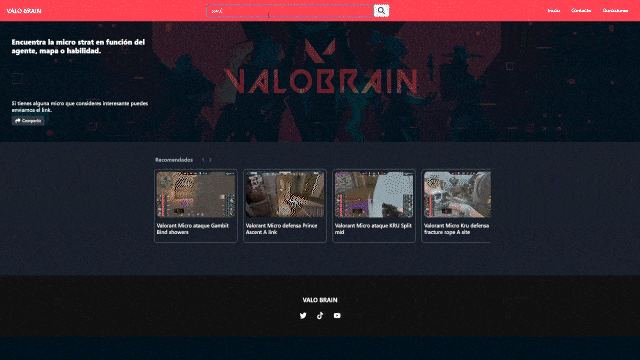 VALO BRAIN
Inicio
Contacto
Encuentra la micro strat en función del
agente, mapa o habilidad.
VALOBRAIN
Si tienes alguna micro que consideres interesante puedes
enviarnos el link.
Compartir
Recomendados
Valorant Micro ataque Gambit
Bind showers
Valorant Micro defensa Prince
Ascent A link
Valorant Micro ataque KRU Split
mid
Valorant Micro Kru defensa
fracture rope A site
VALO BRAIN